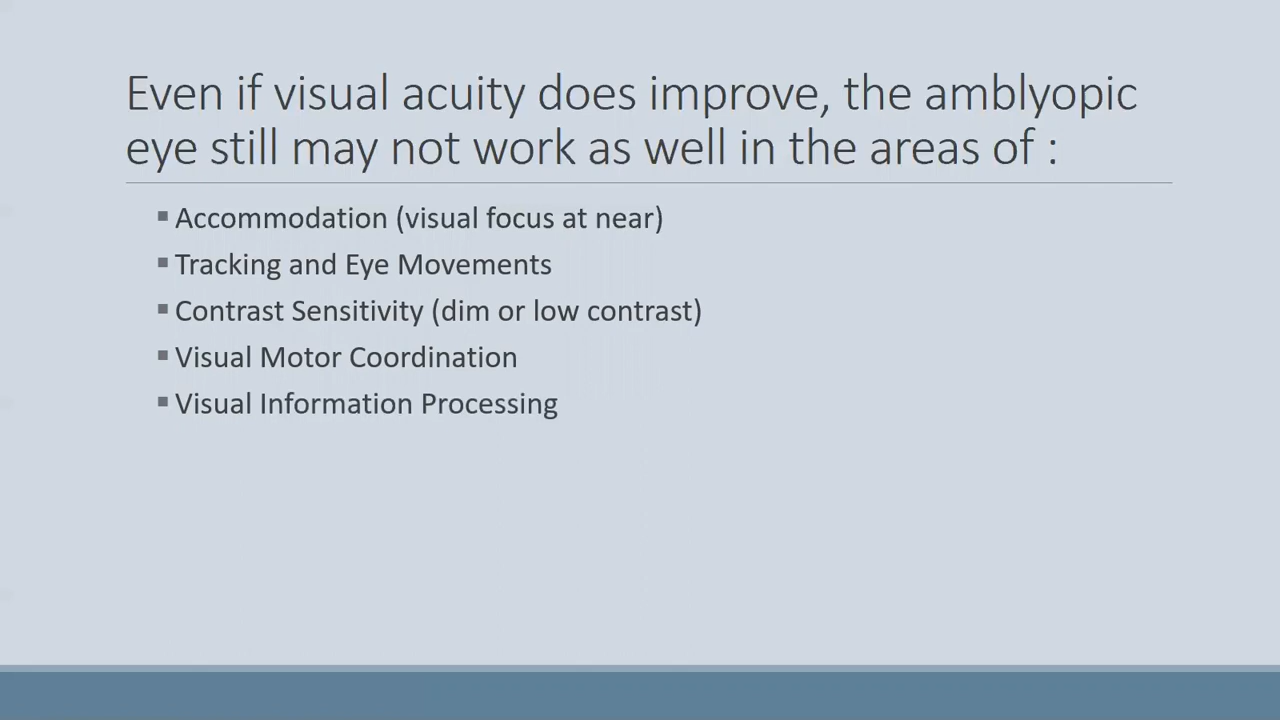 Even if visual acuity does improve, the amblyopic
eye still may not work as well in the areas of :
▪ Accommodation (visual focus at near)
▪ Tracking and Eye Movements
▪ Contrast Sensitivity (dim or low contrast)
▪ Visual Motor Coordination
▪ Visual Information Processing